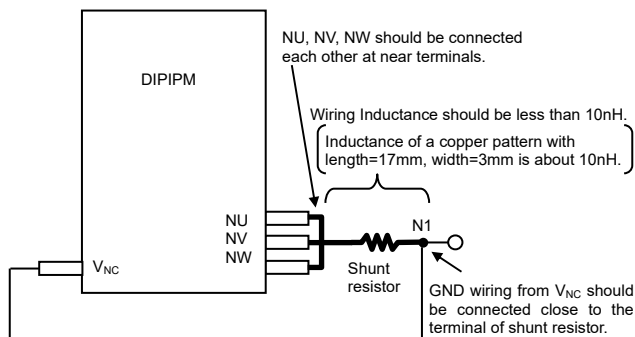 NU, NV, NW should be connected
each other at near terminals.
DIPIPM
Wiring Inductance should be less than 10nH.
Inductance of a copper pattern with
length=17mm, width=3mm is about 10nH.
NU
NV
NW
N1
VNC
Shunt
resistor
GND wiring from VNC should
be connected close to the
terminal of shunt resistor.